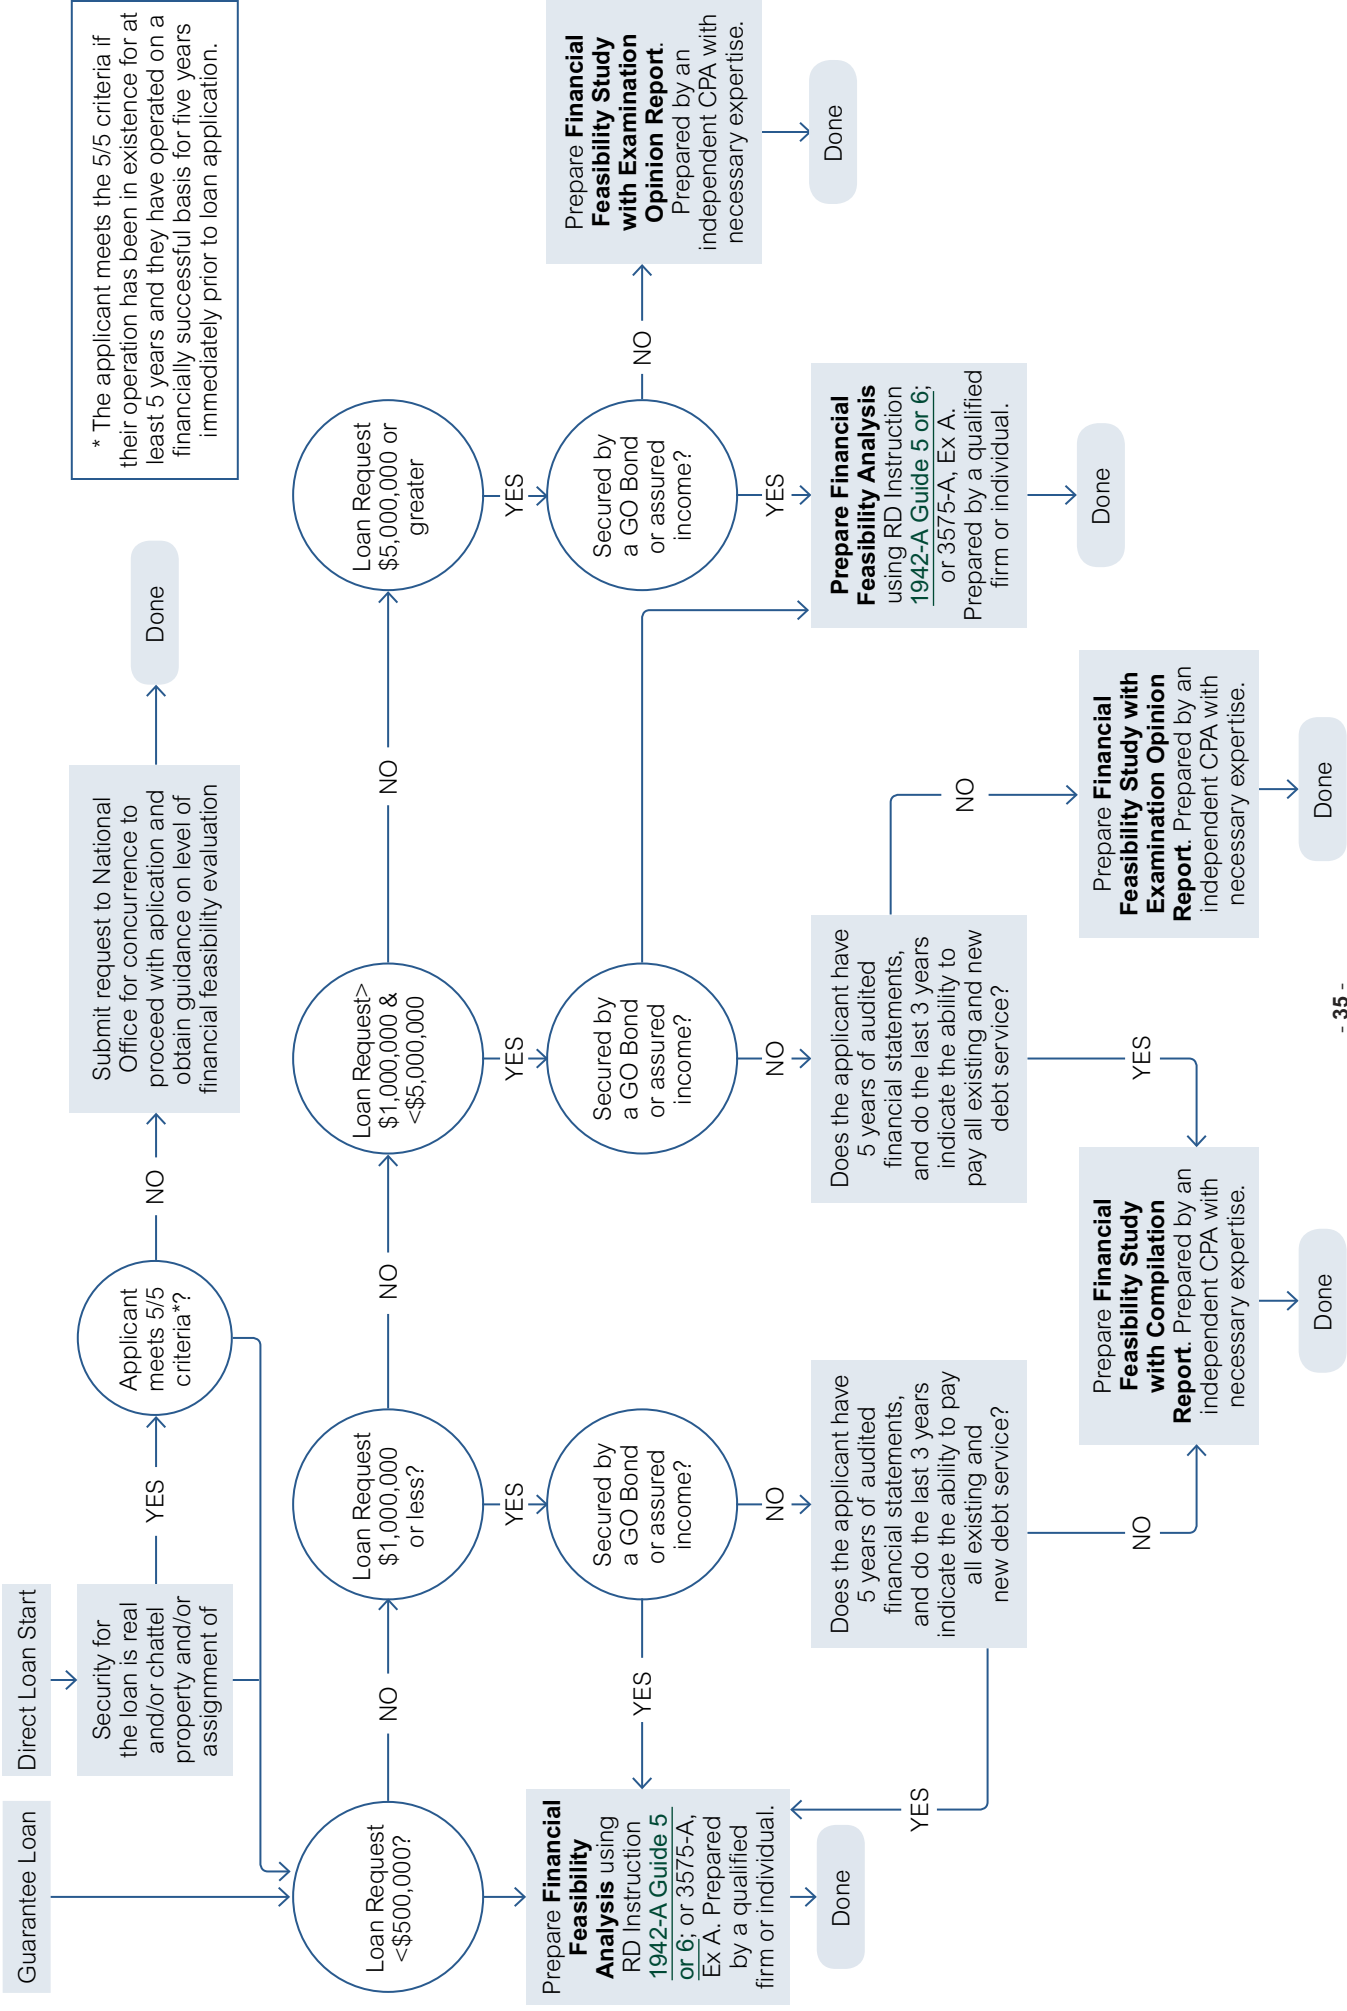 Guarantee Loan
Direct Loan Start
Security for
the loan is real
and/or chattel
property and/or
assignment of
YES
Applicant
meets 5/5
criteria*?
NO
Submit request to National
Office for concurrence to
proceed with aplication and
obtain guidance on level of
financial feasibility evaluation
Done
* The applicant meets the 5/5 criteria if
their operation has been in existence for at
least 5 years and they have operated on a
financially successful basis for five years
immediately prior to loan application.
Loan Request
<$500,000?
NO
Loan Request
$1,000,000
or less?
NO
Loan Request>
$1,000,000 &
<$5,000,000
NO
Loan Request
$5,000,000 or
greater
YES
YES
YES
Prepare Financial
Feasibility
Analysis using
RD Instruction
1942-A Guide 5
or 6; or 3575-A,
Ex A. Prepared
by a qualified
firm or individual.
Done
YES
Secured by
a GO Bond
or assured
income?
Secured by
a GO Bond
or assured
income?
Secured by
a GO Bond
or assured
income?
NO
Prepare Financial
Feasibility Study
with Examination
Opinion Report.
Prepared by an
independent CPA with
necessary expertise.
Done
NO
NO
YES
YES
Does the applicant have
5 years of audited
financial statements,
and do the last 3 years
indicate the ability to pay
all existing and
new debt service?
Does the applicant have
5 years of audited
financial statements,
and do the last 3 years
indicate the ability to
pay all existing and new
debt service?
Prepare Financial
Feasibility Analysis
using RD Instruction
1942-A Guide 5 or 6;
or 3575-A, Ex A.
Prepared by a qualified
firm or individual.
Done
NO
YES
NO
Prepare Financial
Feasibility Study
with Compilation
Report. Prepared by an
independent CPA with
necessary expertise.
Done
Prepare Financial
Feasibility Study with
Examination Opinion
Report. Prepared by an
independent CPA with
necessary expertise.
Done
- 35 -